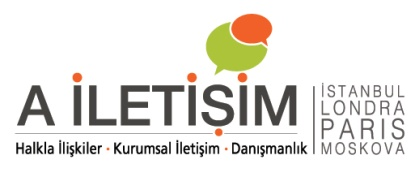 A İLETİŞİM
Halkla İlişkiler · Kurumsal İletişim · Danışmanlık
İSTANBUL
LONDRA
PARIS
MOSKOVA